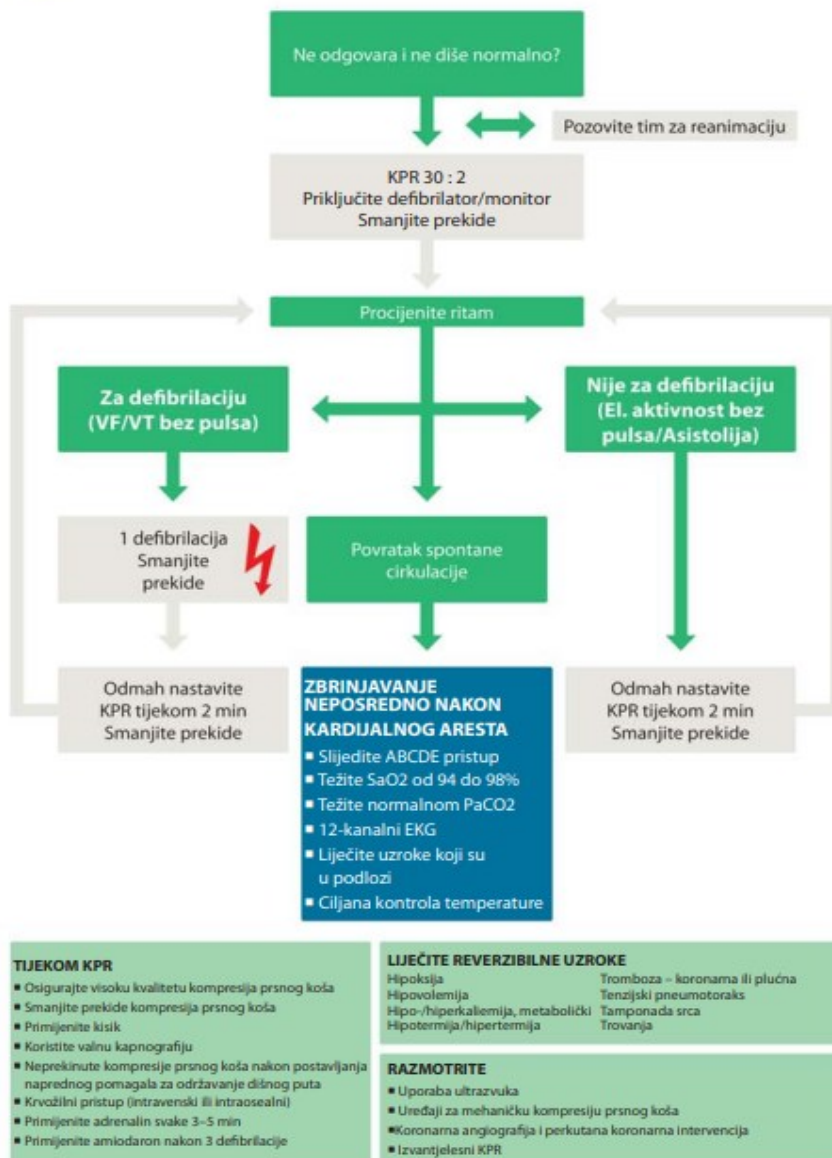 Ne odgovara i ne diše normalno?
Pozovite tim za reanimaciju
KPR 30 : 2
Priključite defibrilator/monitor
Smanjite prekide
Procijenite ritam
Za defibrilaciju
(VF/VT bez pulsa)
Nije za defibrilaciju
(El. aktivnost bez
pulsa/Asistolija)
1 defibrilacija
Smanjite
prekide
Povratak spontane
cirkulacije
Odmah nastavite
KPR tijekom 2 min
Smanjite prekide
ZBRINJAVANJE
NEPOSREDNO NAKON
KARDIJALNOG ARESTA
▪ Slijedite ABCDE pristup
▪ Težite SaO2 od 94 do 98%
▪ Težite normalnom PaCO2
▪ 12-kanalni EKG
▪ Liječite uzroke koji su
u podlozi
▪ Ciljana kontrola temperature
Odmah nastavite
KPR tijekom 2 min
Smanjite prekide
TIJEKOM KPR
▪ Osigurajte visoku kvalitetu kompresija prsnog koša
▪ Smanjite prekide kompresija prsnog koša
▪ Primijenite kisik
▪ Koristite valnu kapnografiju
▪ Neprekinute kompresije prsnog koša nakon postavljanja
naprednog pomagala za održavanje dišnog puta
▪ Krvožilni pristup (intravenski ili intraosealni)
▪ Primijenite adrenalin svake 3–5 min
▪ Primijenite amiodaron nakon 3 defibrilacije
LIJEČITE REVERZIBILNE UZROKE
Hipoksija
Hipovolemija
Hipo-/hiperkaliemija, metabolički
Hipotermija/hipertermija
Tromboza – koronarna ili plućna
Tenzijski pneumotoraks
Tamponada srca
Trovanja
RAZMOTRITE
▪ Uporaba ultrazvuka
▪ Uređaji za mehaničku kompresiju prsnog koša
▪Koronarna angiografija i perkutana koronarna intervencija
▪ Izvantjelesni KPR